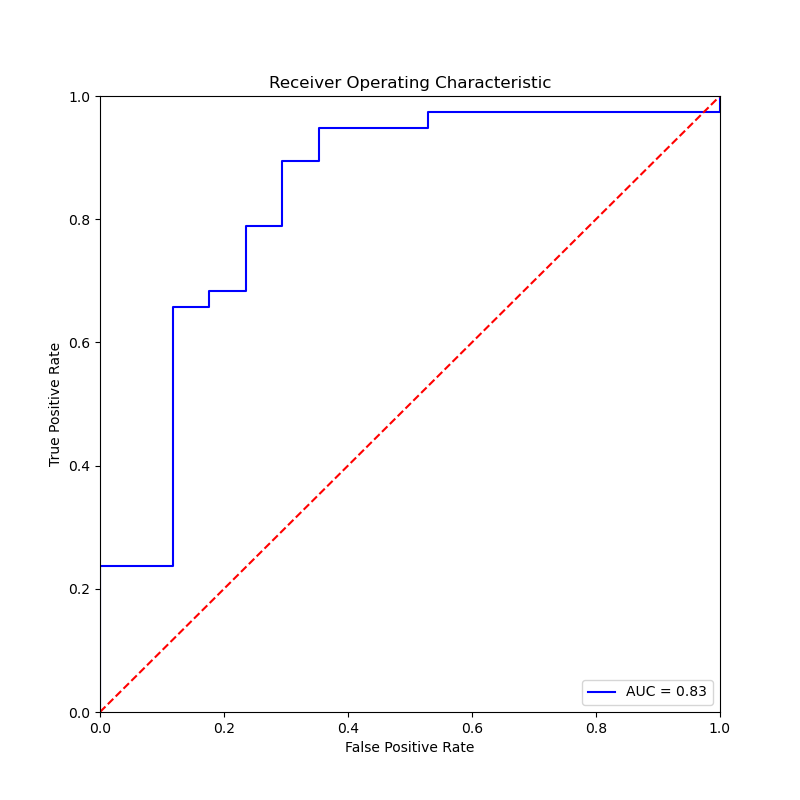 Receiver Operating Characteristic
True Positive Rate
1.0
0.8
0.6
0.4
0.2
0.0
AUC = 0.83
0.0 0.2 0.4 0.6 0.8 1.0
False Positive Rate